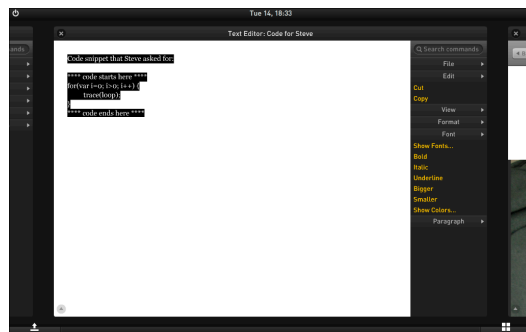 Tue 14, 18:33
Text Editor: Code for Steve
Code snippet that Steve asked for:
**** code starts here ****
for(var i=0; i>0; i++) {
trace(loop);
}
**** code ends here ****
Search commands
File
Edit
Cut
Copy
View
Format
Font
Show Fonts...
Bold
Italic
Underline
Bigger
Smaller
Show Colors...
Paragraph
ands